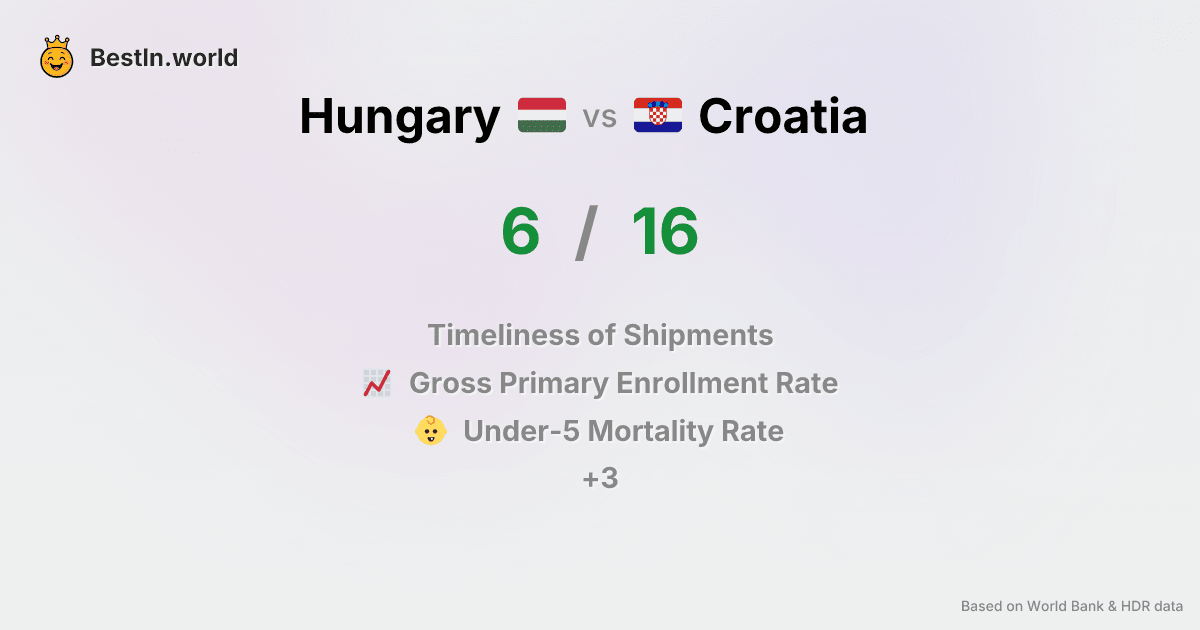 BestIn.world
Hungary vs Croatia
6 / 16
Timeliness of Shipments
Gross Primary Enrollment Rate
Under-5 Mortality Rate
+3
Based on World Bank & HDR data